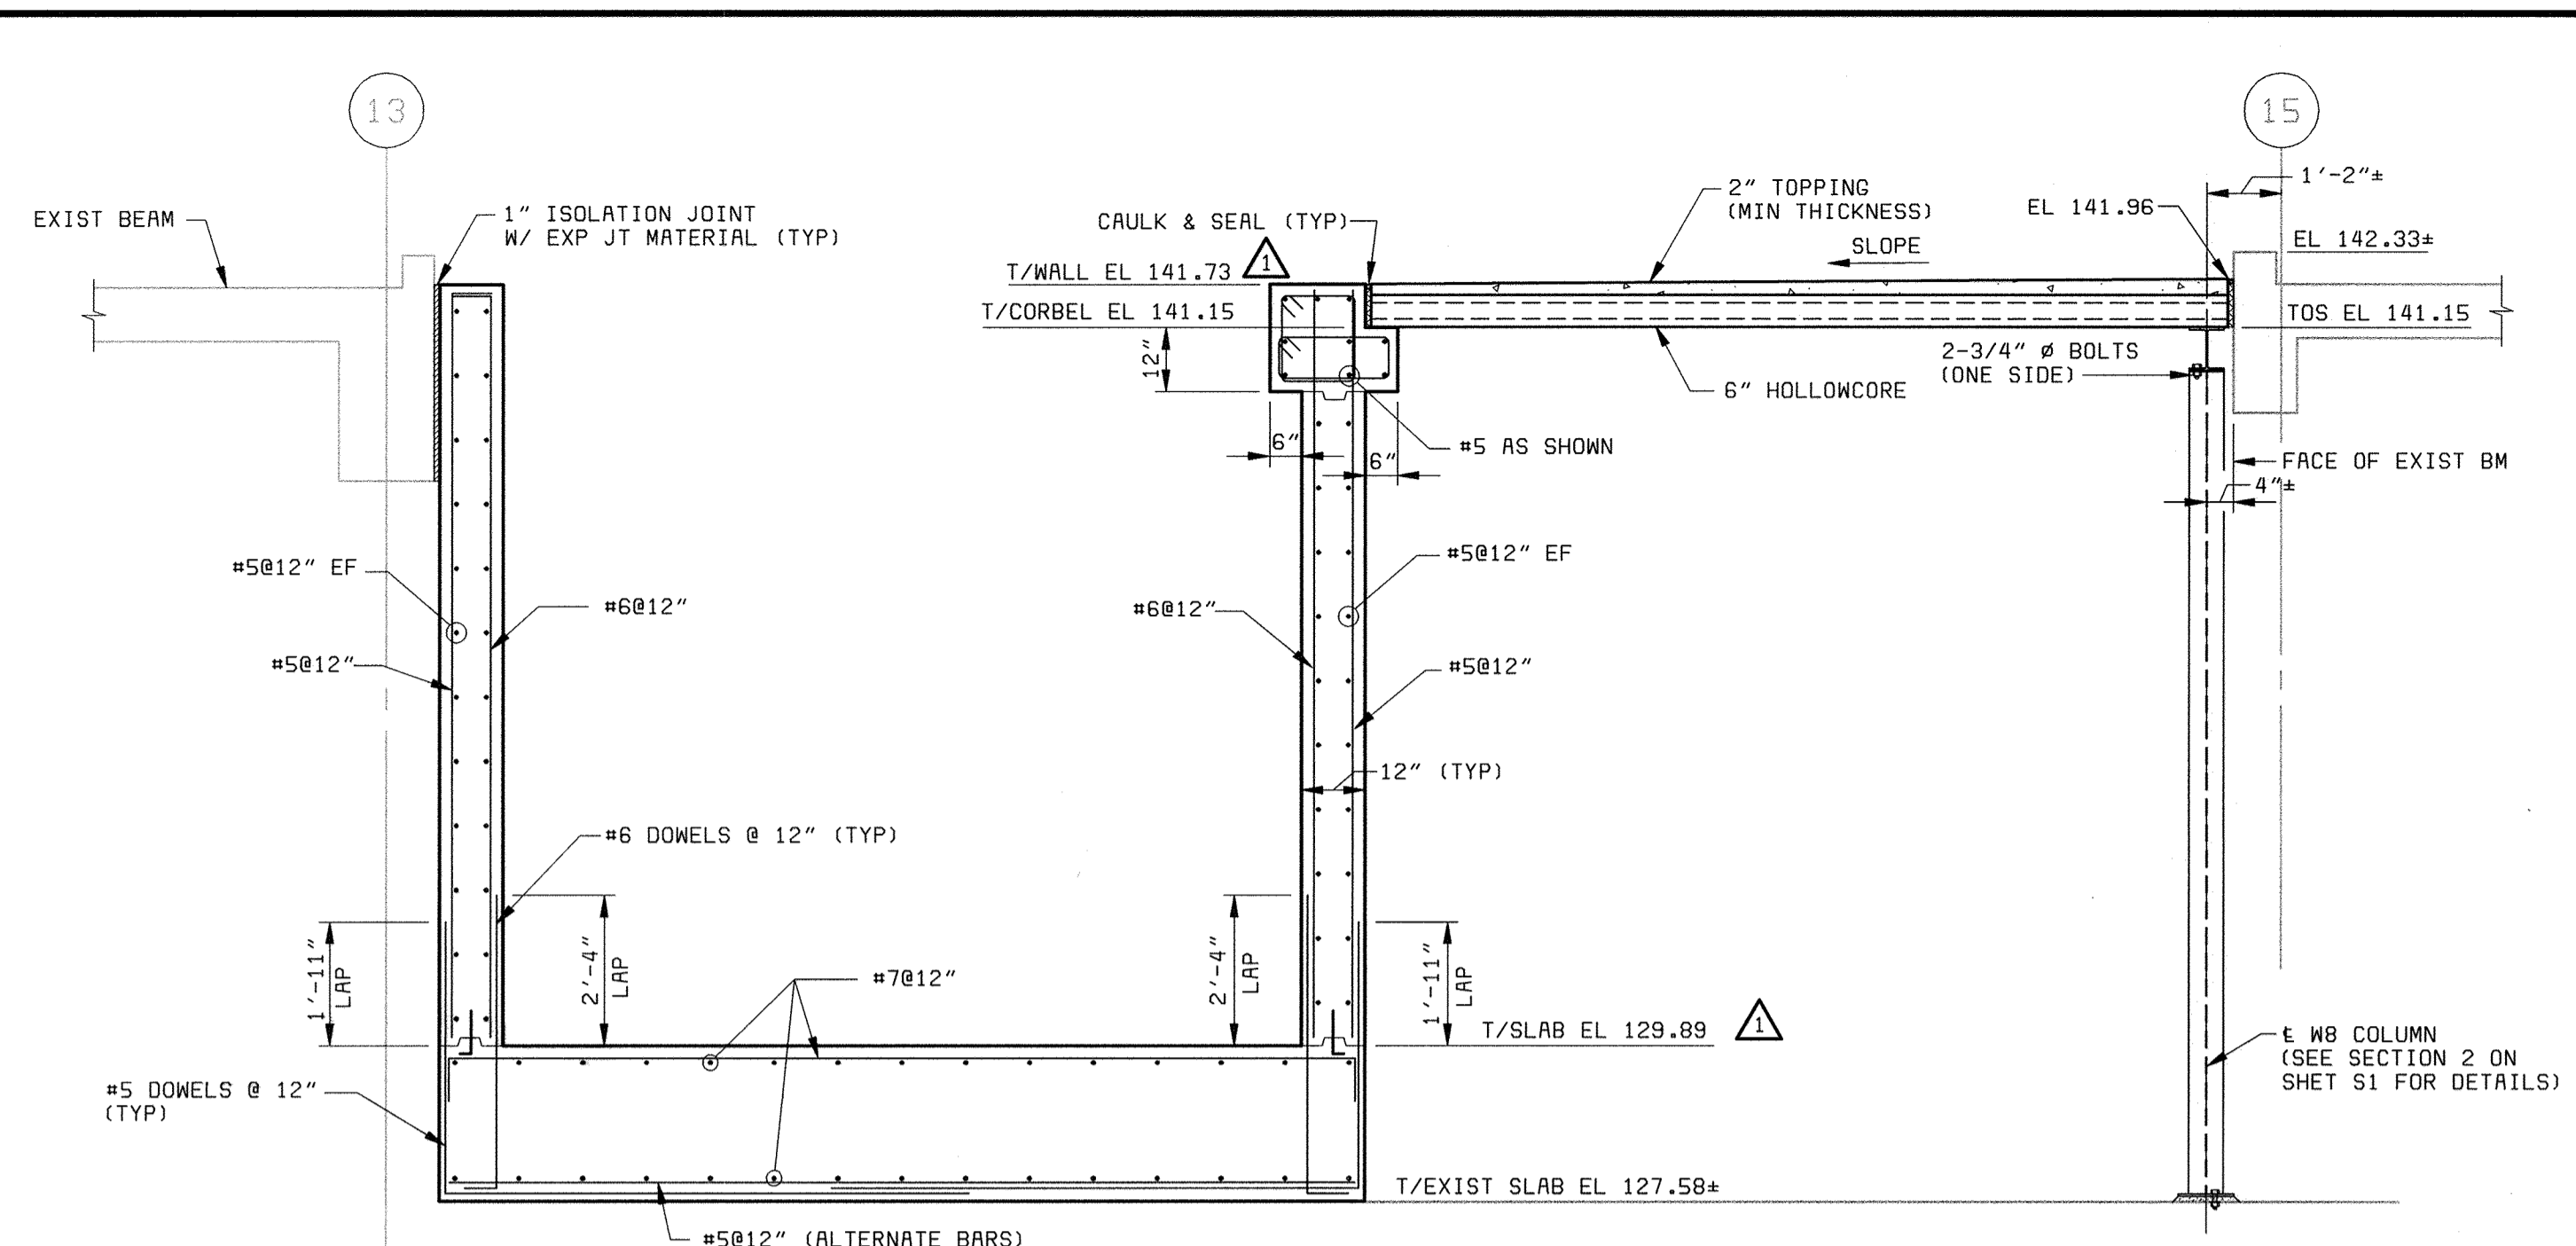 13
15
1'-2"±
EXIST BEAM
1" ISOLATION JOINT
W/ EXP JT MATERIAL (TYP)
CAULK & SEAL (TYP)
2" TOPPING
(MIN THICKNESS)
EL 141.96
SLOPE
EL 142.33±
T/WALL EL 141.73
1
T/CORBEL EL 141.15
TOS EL 141.15
12"
2-3/4" Ø BOLTS
(ONE SIDE)
6" HOLLOWCORE
6"
6"
#5 AS SHOWN
FACE OF EXIST BM
4"±
#5@12" EF
#6@12"
#6@12"
#5@12" EF
#5@12"
#5@12"
12" (TYP)
#6 DOWELS @ 12" (TYP)
1'-11"
LAP
2'-4"
LAP
#7@12"
2'-4"
LAP
1'-11"
LAP
T/SLAB EL 129.89
1
℄ W8 COLUMN
(SEE SECTION 2 ON
SHET S1 FOR DETAILS)
#5 DOWELS @ 12"
(TYP)
T/EXIST SLAB EL 127.58±
#5@12" (ALTERNATE BARS)